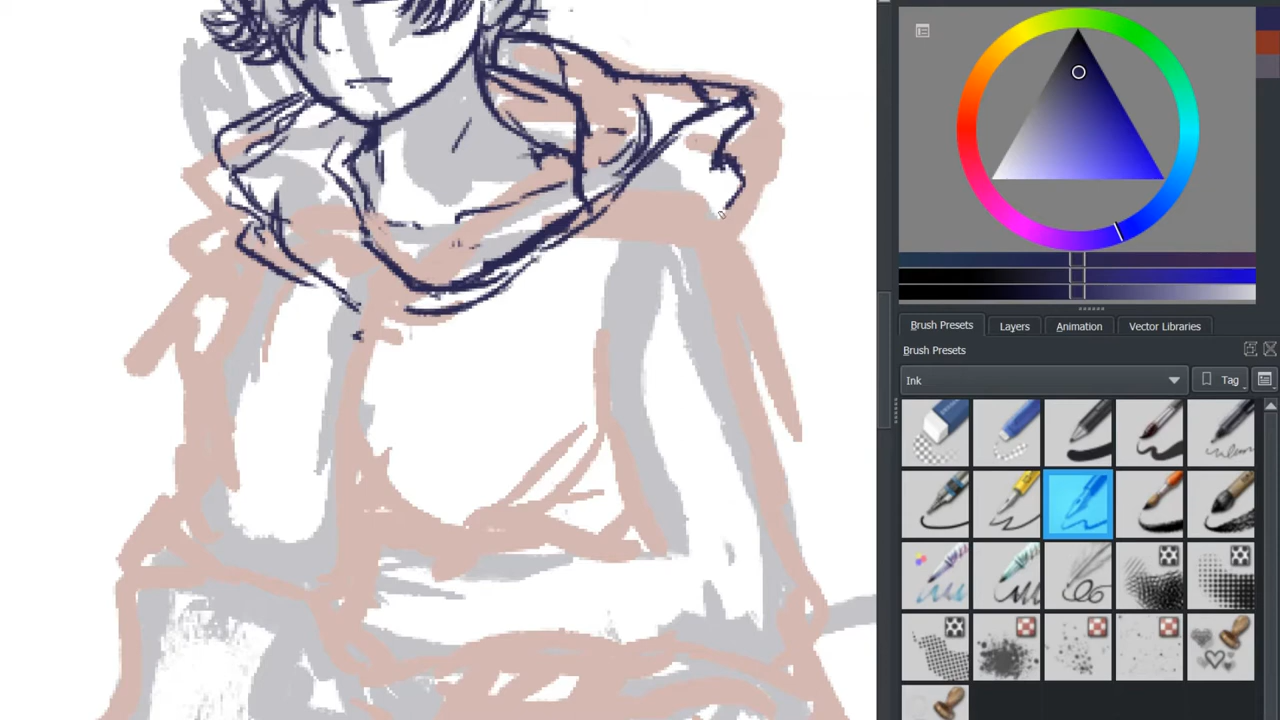 Brush Presets
Layers
Animation
Vector Libraries
Brush Presets
Ink
Tag